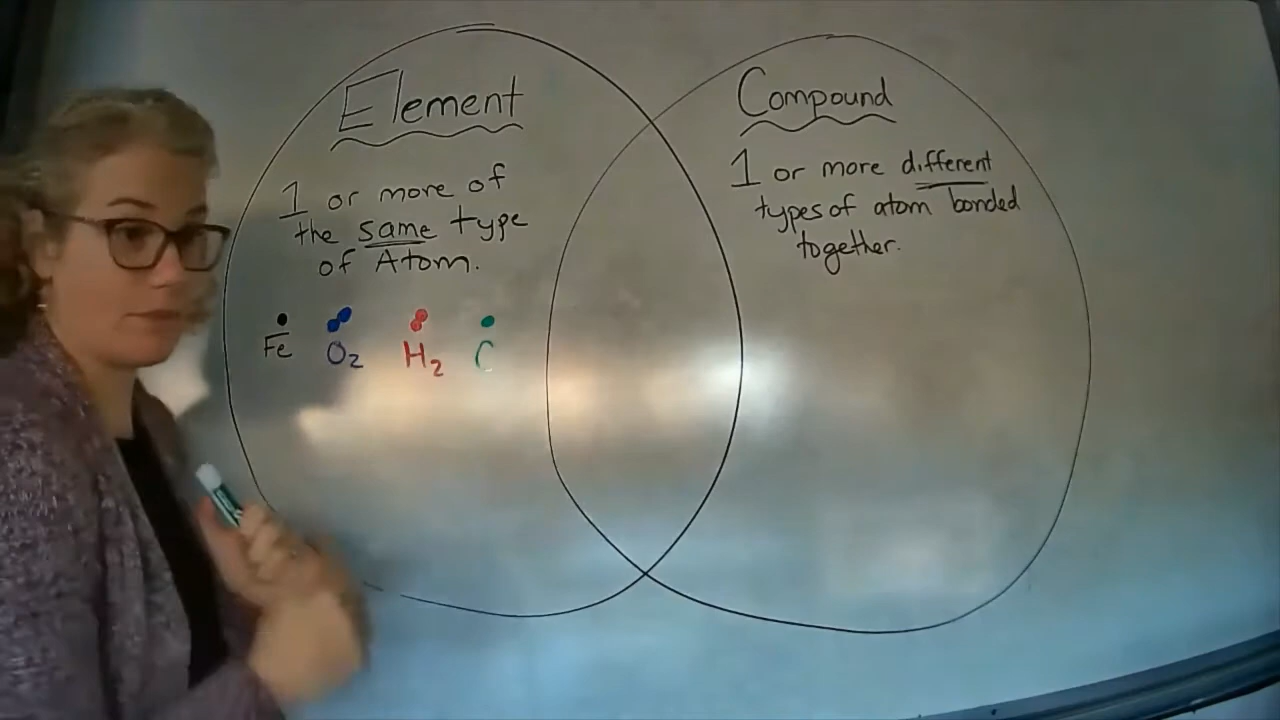 Element
1 or more of
the same type
of Atom.
Fe O2 H2 C
Compound
1 or more different
types of atom bonded
together.